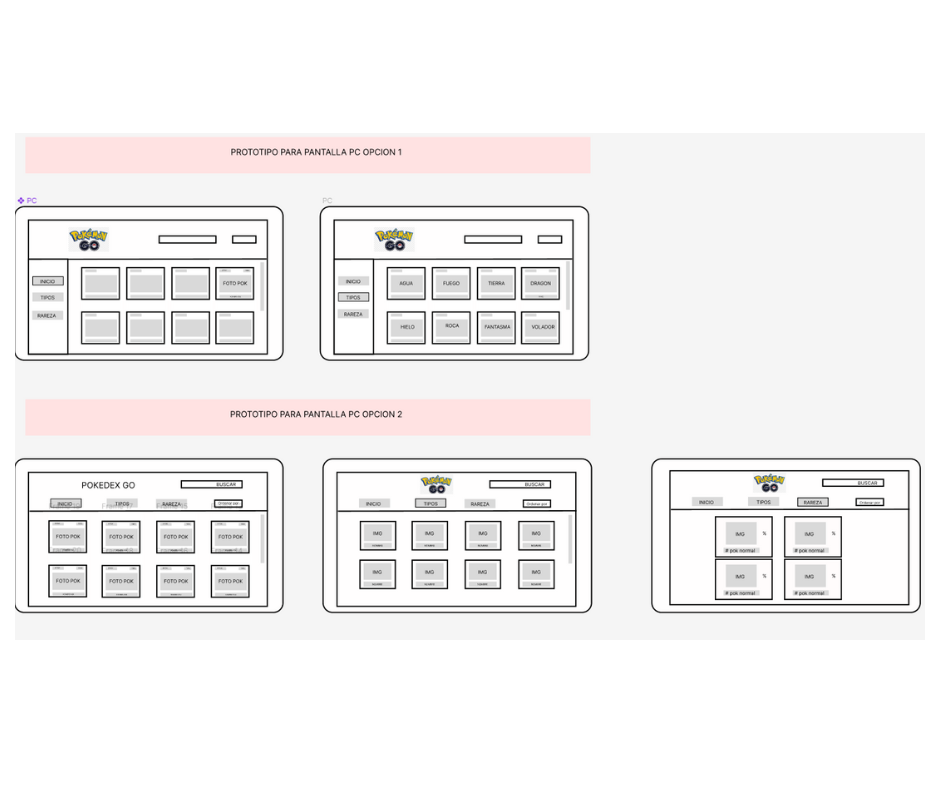 PROTOTIPO PARA PANTALLA PC OPCION 1
PC
PC
Pokémon
GO
Pokémon
GO
INICIO
TIPOS
RAREZA
FOTO POK
INICIO
TIPOS
RAREZA
AGUA
FUEGO
TIERRA
DRAGON
HIELO
ROCA
FANTASMA
VOLADOR
PROTOTIPO PARA PANTALLA PC OPCION 2
POKEDEX GO
BUSCAR
INICIO
TIPOS
RAREZA
Ordenar por
FOTO POK
FOTO POK
FOTO POK
FOTO POK
FOTO POK
FOTO POK
FOTO POK
FOTO POK
Pokémon
GO
BUSCAR
INICIO
TIPOS
RAREZA
Ordenar por
IMG
IMG
IMG
IMG
IMG
IMG
IMG
IMG
Pokémon
GO
BUSCAR
INICIO
TIPOS
RAREZA
Ordenar por
IMG
%
# pok normal
IMG
%
# pok normal
IMG
%
# pok normal
IMG
%
# pok normal